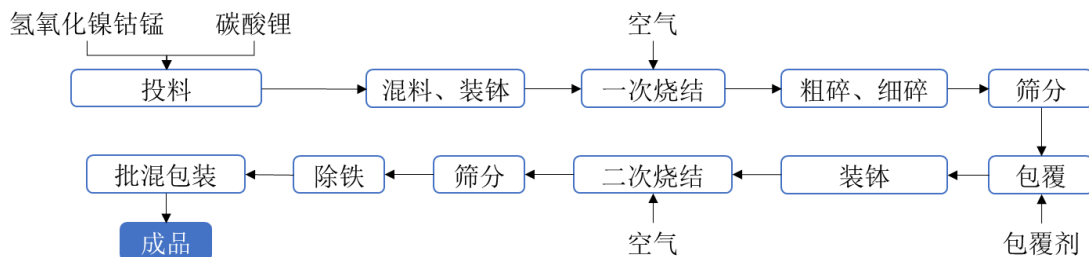 氢氧化镍钴锰
碳酸锂
空气
投料
混料、装钵
一次烧结
粗碎、细碎
筛分
批混包装
除铁
筛分
二次烧结
装钵
包覆
成品
空气
包覆剂